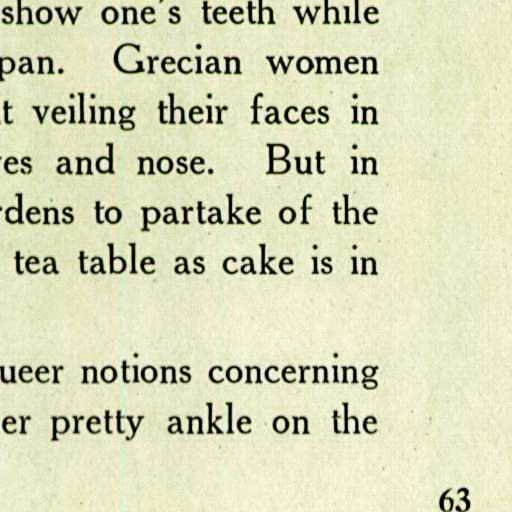 show one's teeth while
pan. Grecian women
t veiling their faces in
es and nose. But in
dens to partake of the
tea table as cake is in
ueer notions concerning
er pretty ankle on the
63